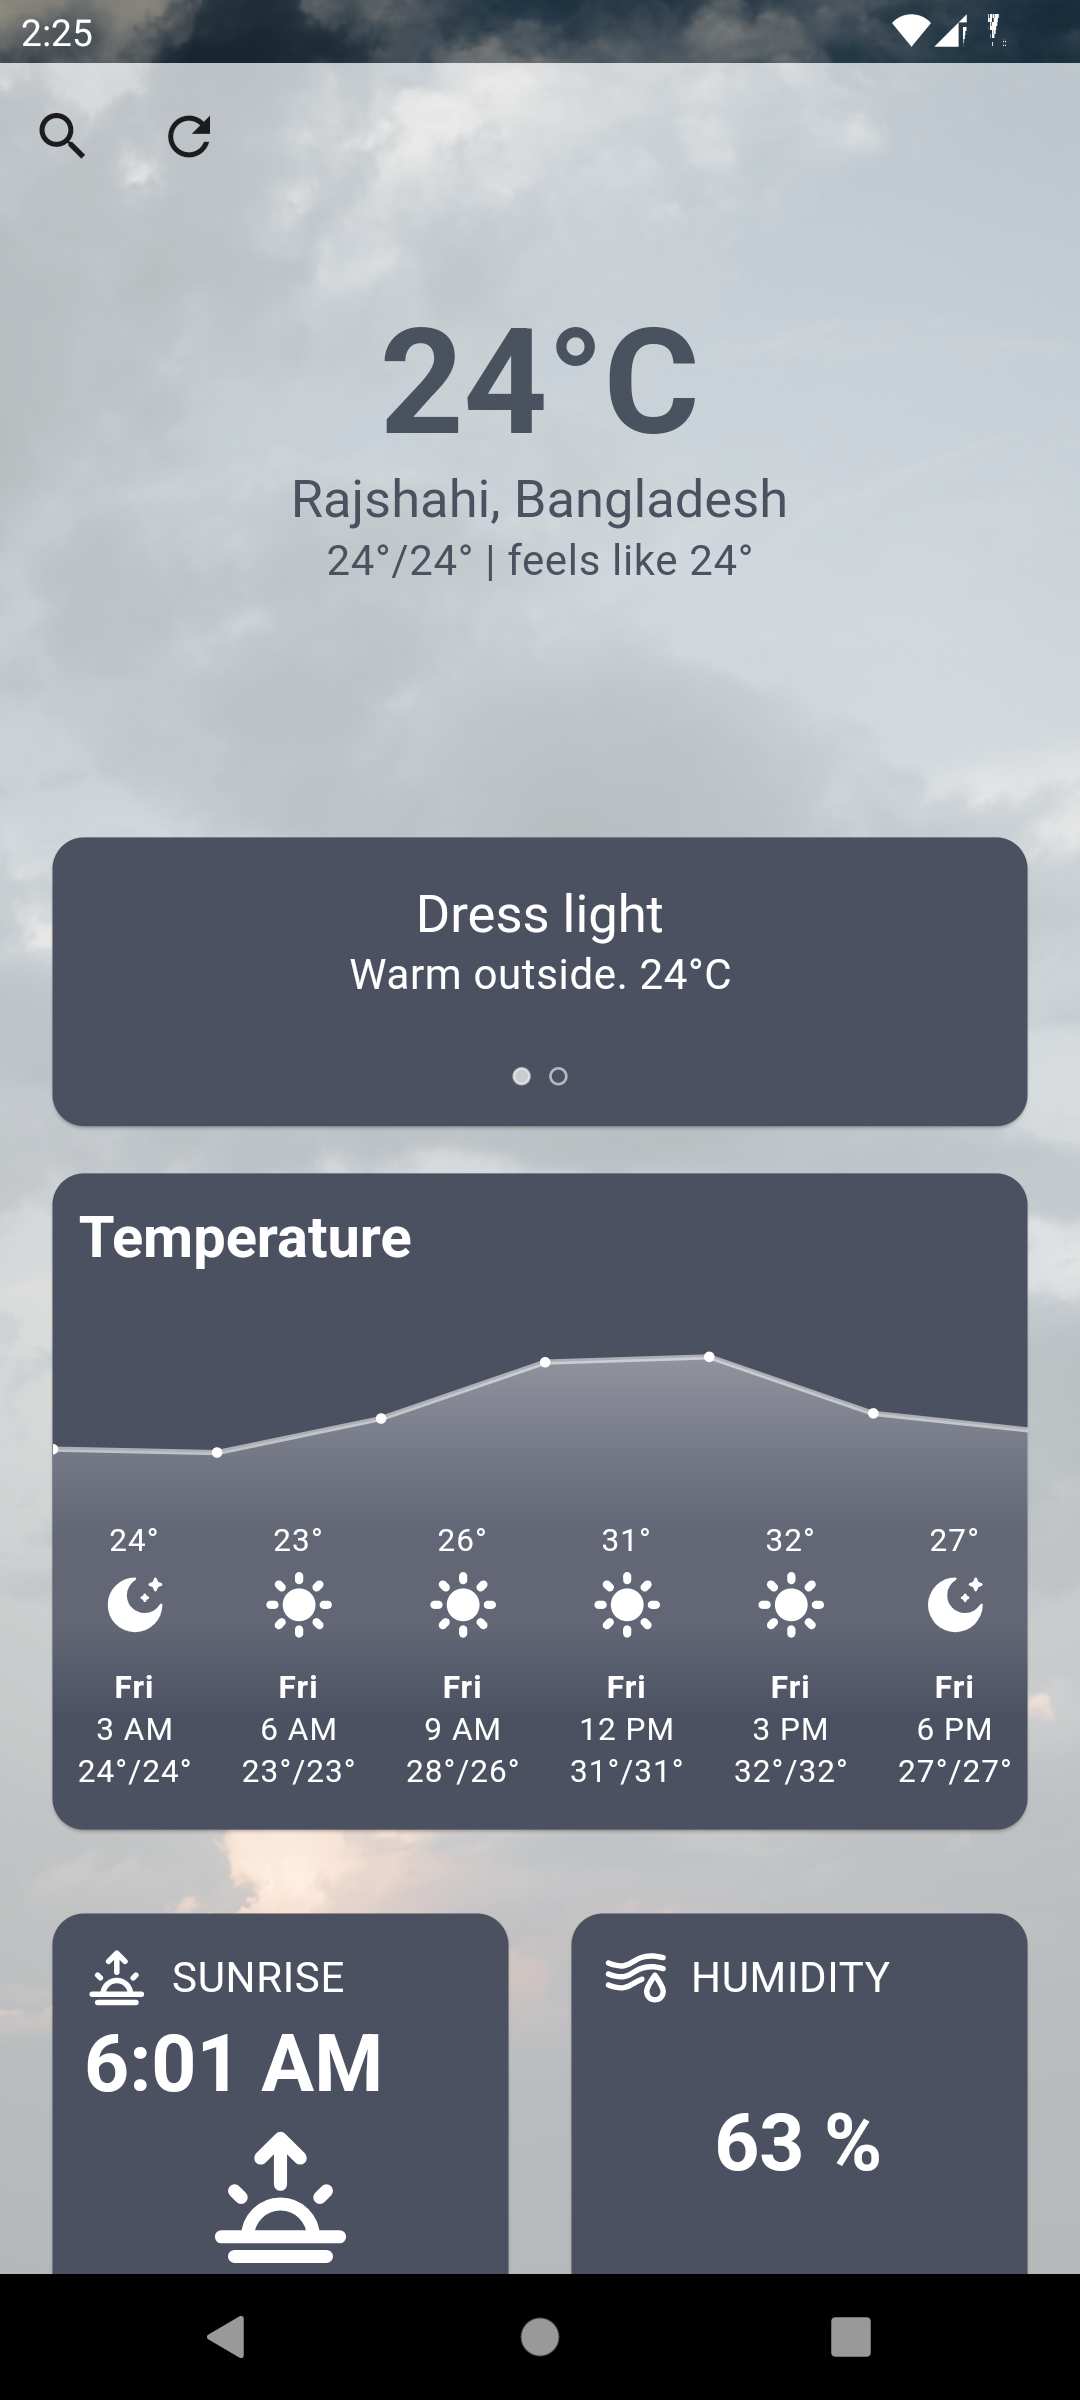 2:25
24°C
Rajshahi, Bangladesh
24°/24° | feels like 24°
Dress light
Warm outside. 24°C
Temperature
24° 23° 26° 31° 32° 27°
Fri Fri Fri Fri Fri Fri
3 AM 6 AM 9 AM 12 PM 3 PM 6 PM
24°/24° 23°/23° 28°/26° 31°/31° 32°/32° 27°/27°
SUNRISE
6:01 AM
HUMIDITY
63 %